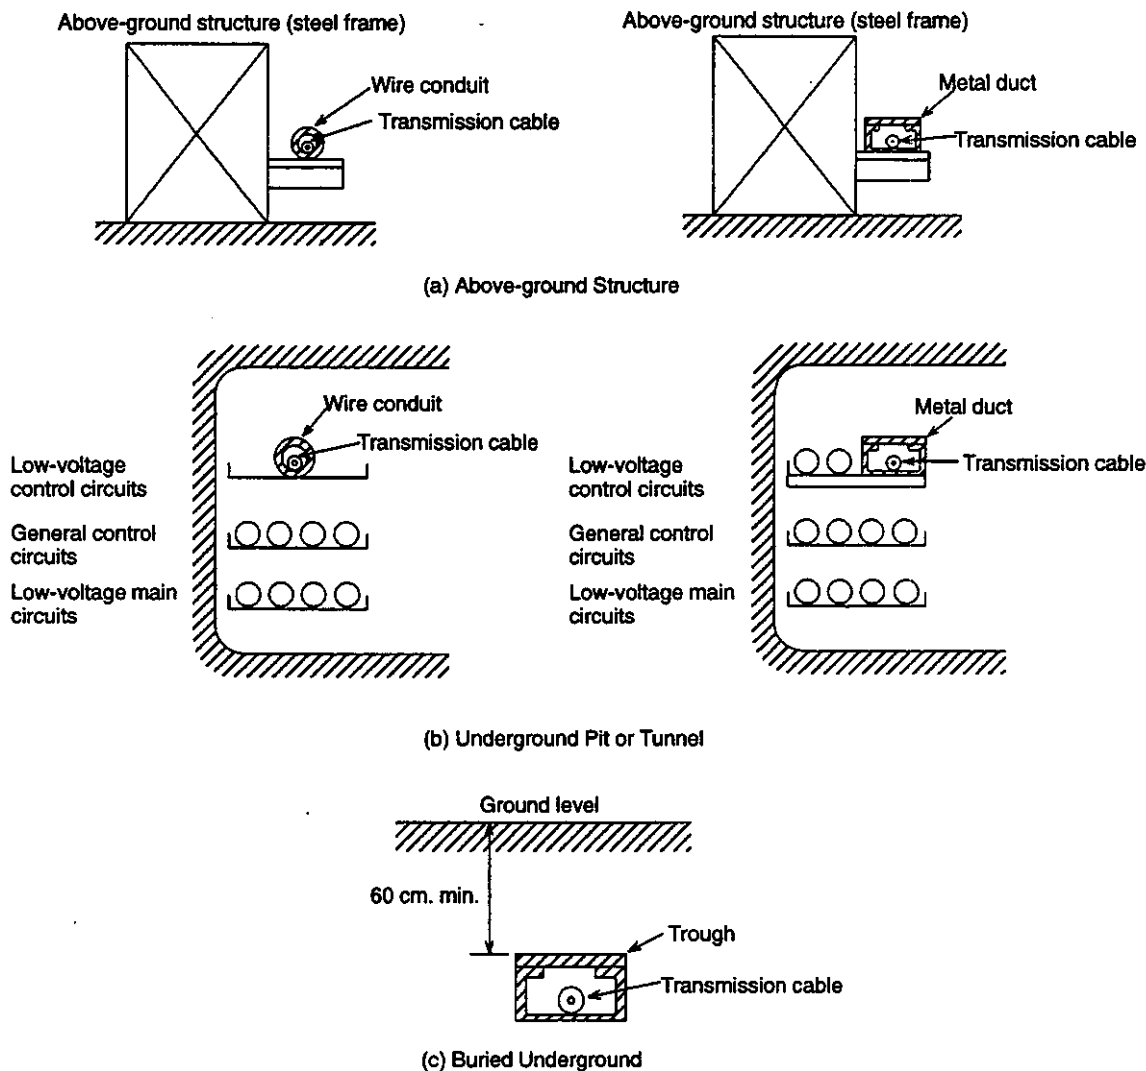 Above-ground structure (steel frame)
Wire conduit
Transmission cable
Above-ground structure (steel frame)
Metal duct
Transmission cable
(a) Above-ground Structure
Wire conduit
Transmission cable
Low-voltage
control circuits
General control
circuits
Low-voltage main
circuits
Metal duct
Transmission cable
Low-voltage
control circuits
General control
circuits
Low-voltage main
circuits
(b) Underground Pit or Tunnel
Ground level
60 cm. min.
Trough
Transmission cable
(c) Buried Underground